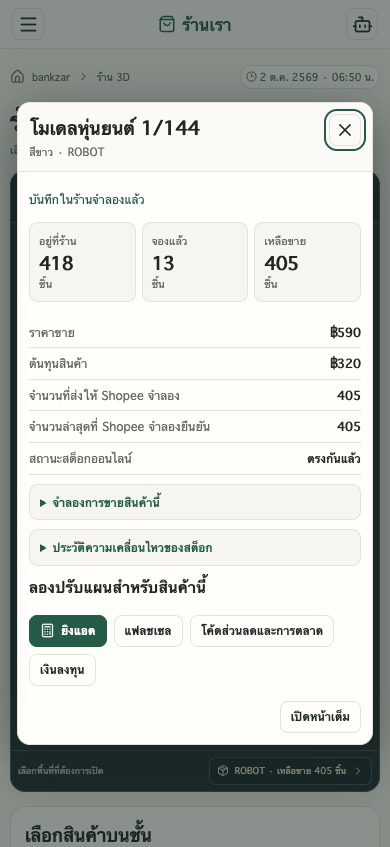 ร้านเรา
bankzar > ร้าน 3D
2 ต.ค. 2569 · 06:50 น.
โมเดลหุ่นยนต์ 1/144
สีขาว · ROBOT
บันทึกในร้านจำลองแล้ว
อยู่ที่ร้าน
418
ชิ้น
จองแล้ว
13
ชิ้น
เหลือขาย
405
ชิ้น
ราคาขาย ฿590
ต้นทุนสินค้า ฿320
จำนวนที่ส่งให้ Shopee จำลอง 405
จำนวนล่าสุดที่ Shopee จำลองยืนยัน 405
สถานะสต็อกออนไลน์ ตรงกันแล้ว
จำลองการขายสินค้านี้
ประวัติความเคลื่อนไหวของสต็อก
ลองปรับแผนสำหรับสินค้านี้
ยิงแอด
แฟลชเซล
โค้ดส่วนลดและการตลาด
เงินลงทุน
เปิดหน้าเต็ม
เลือกพื้นที่ที่ต้องการเปิด
ROBOT · เหลือขาย 405 ชิ้น
เลือกสินค้าบนชั้น